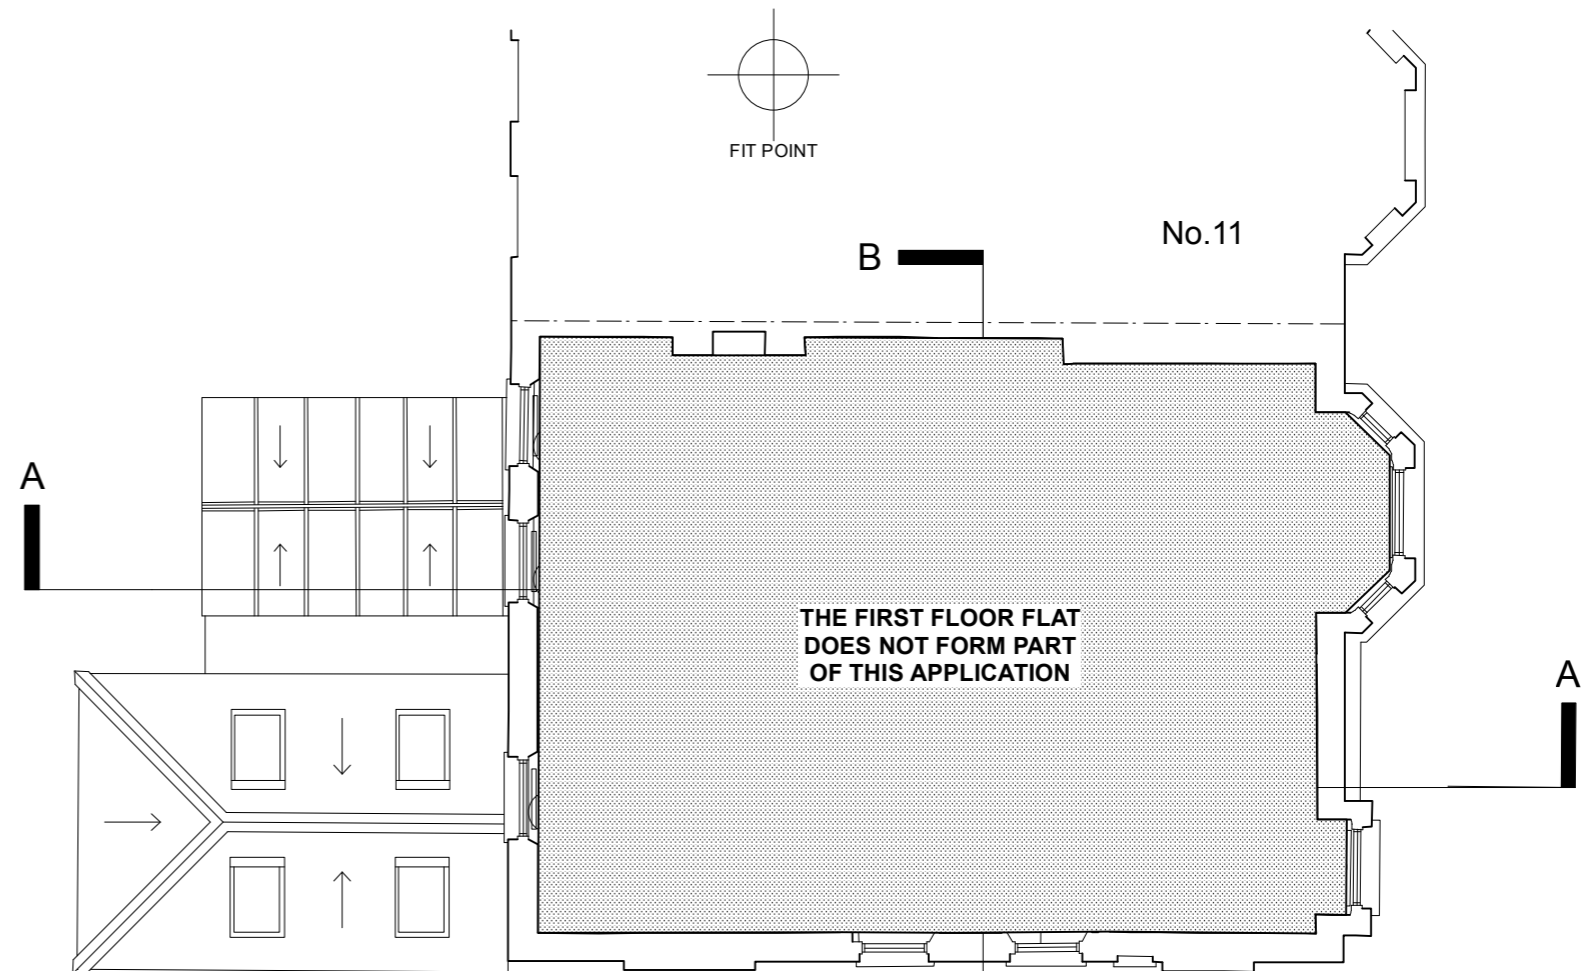 FIT POINT
No.11
B
A
THE FIRST FLOOR FLAT
DOES NOT FORM PART
OF THIS APPLICATION
A